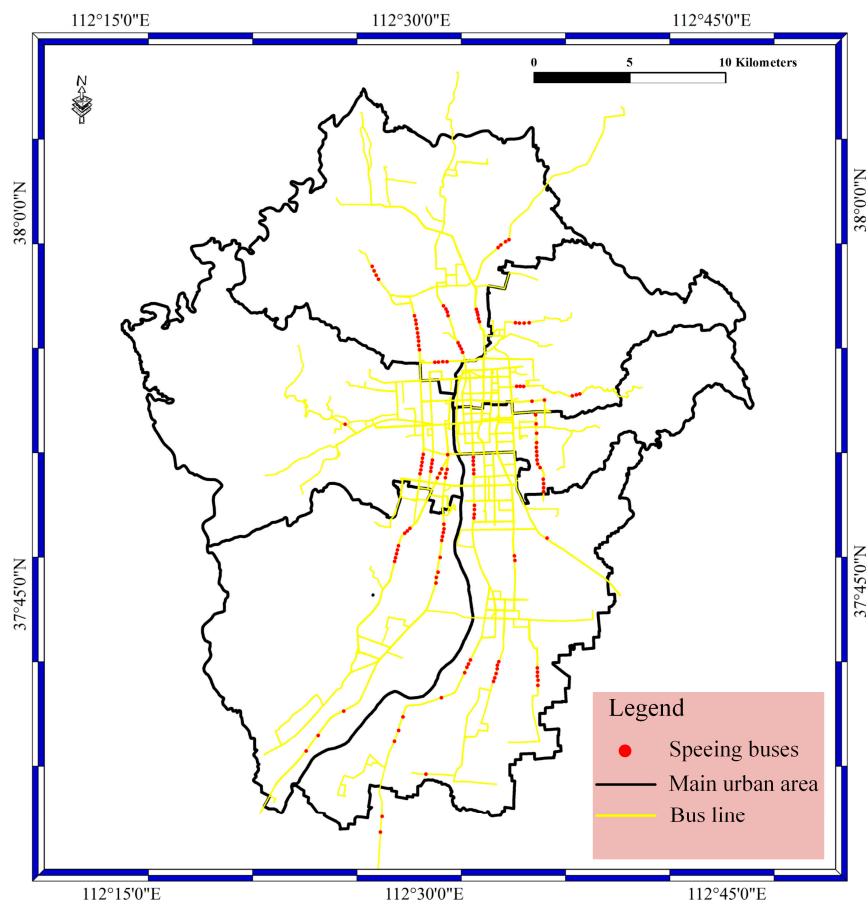 112°15'0"E 112°30'0"E 112°45'0"E
0 5 10 Kilometers
N
38°0'0"N 38°0'0"N
37°45'0"N 37°45'0"N
Legend
Speeing buses
Main urban area
Bus line
112°15'0"E 112°30'0"E 112°45'0"E